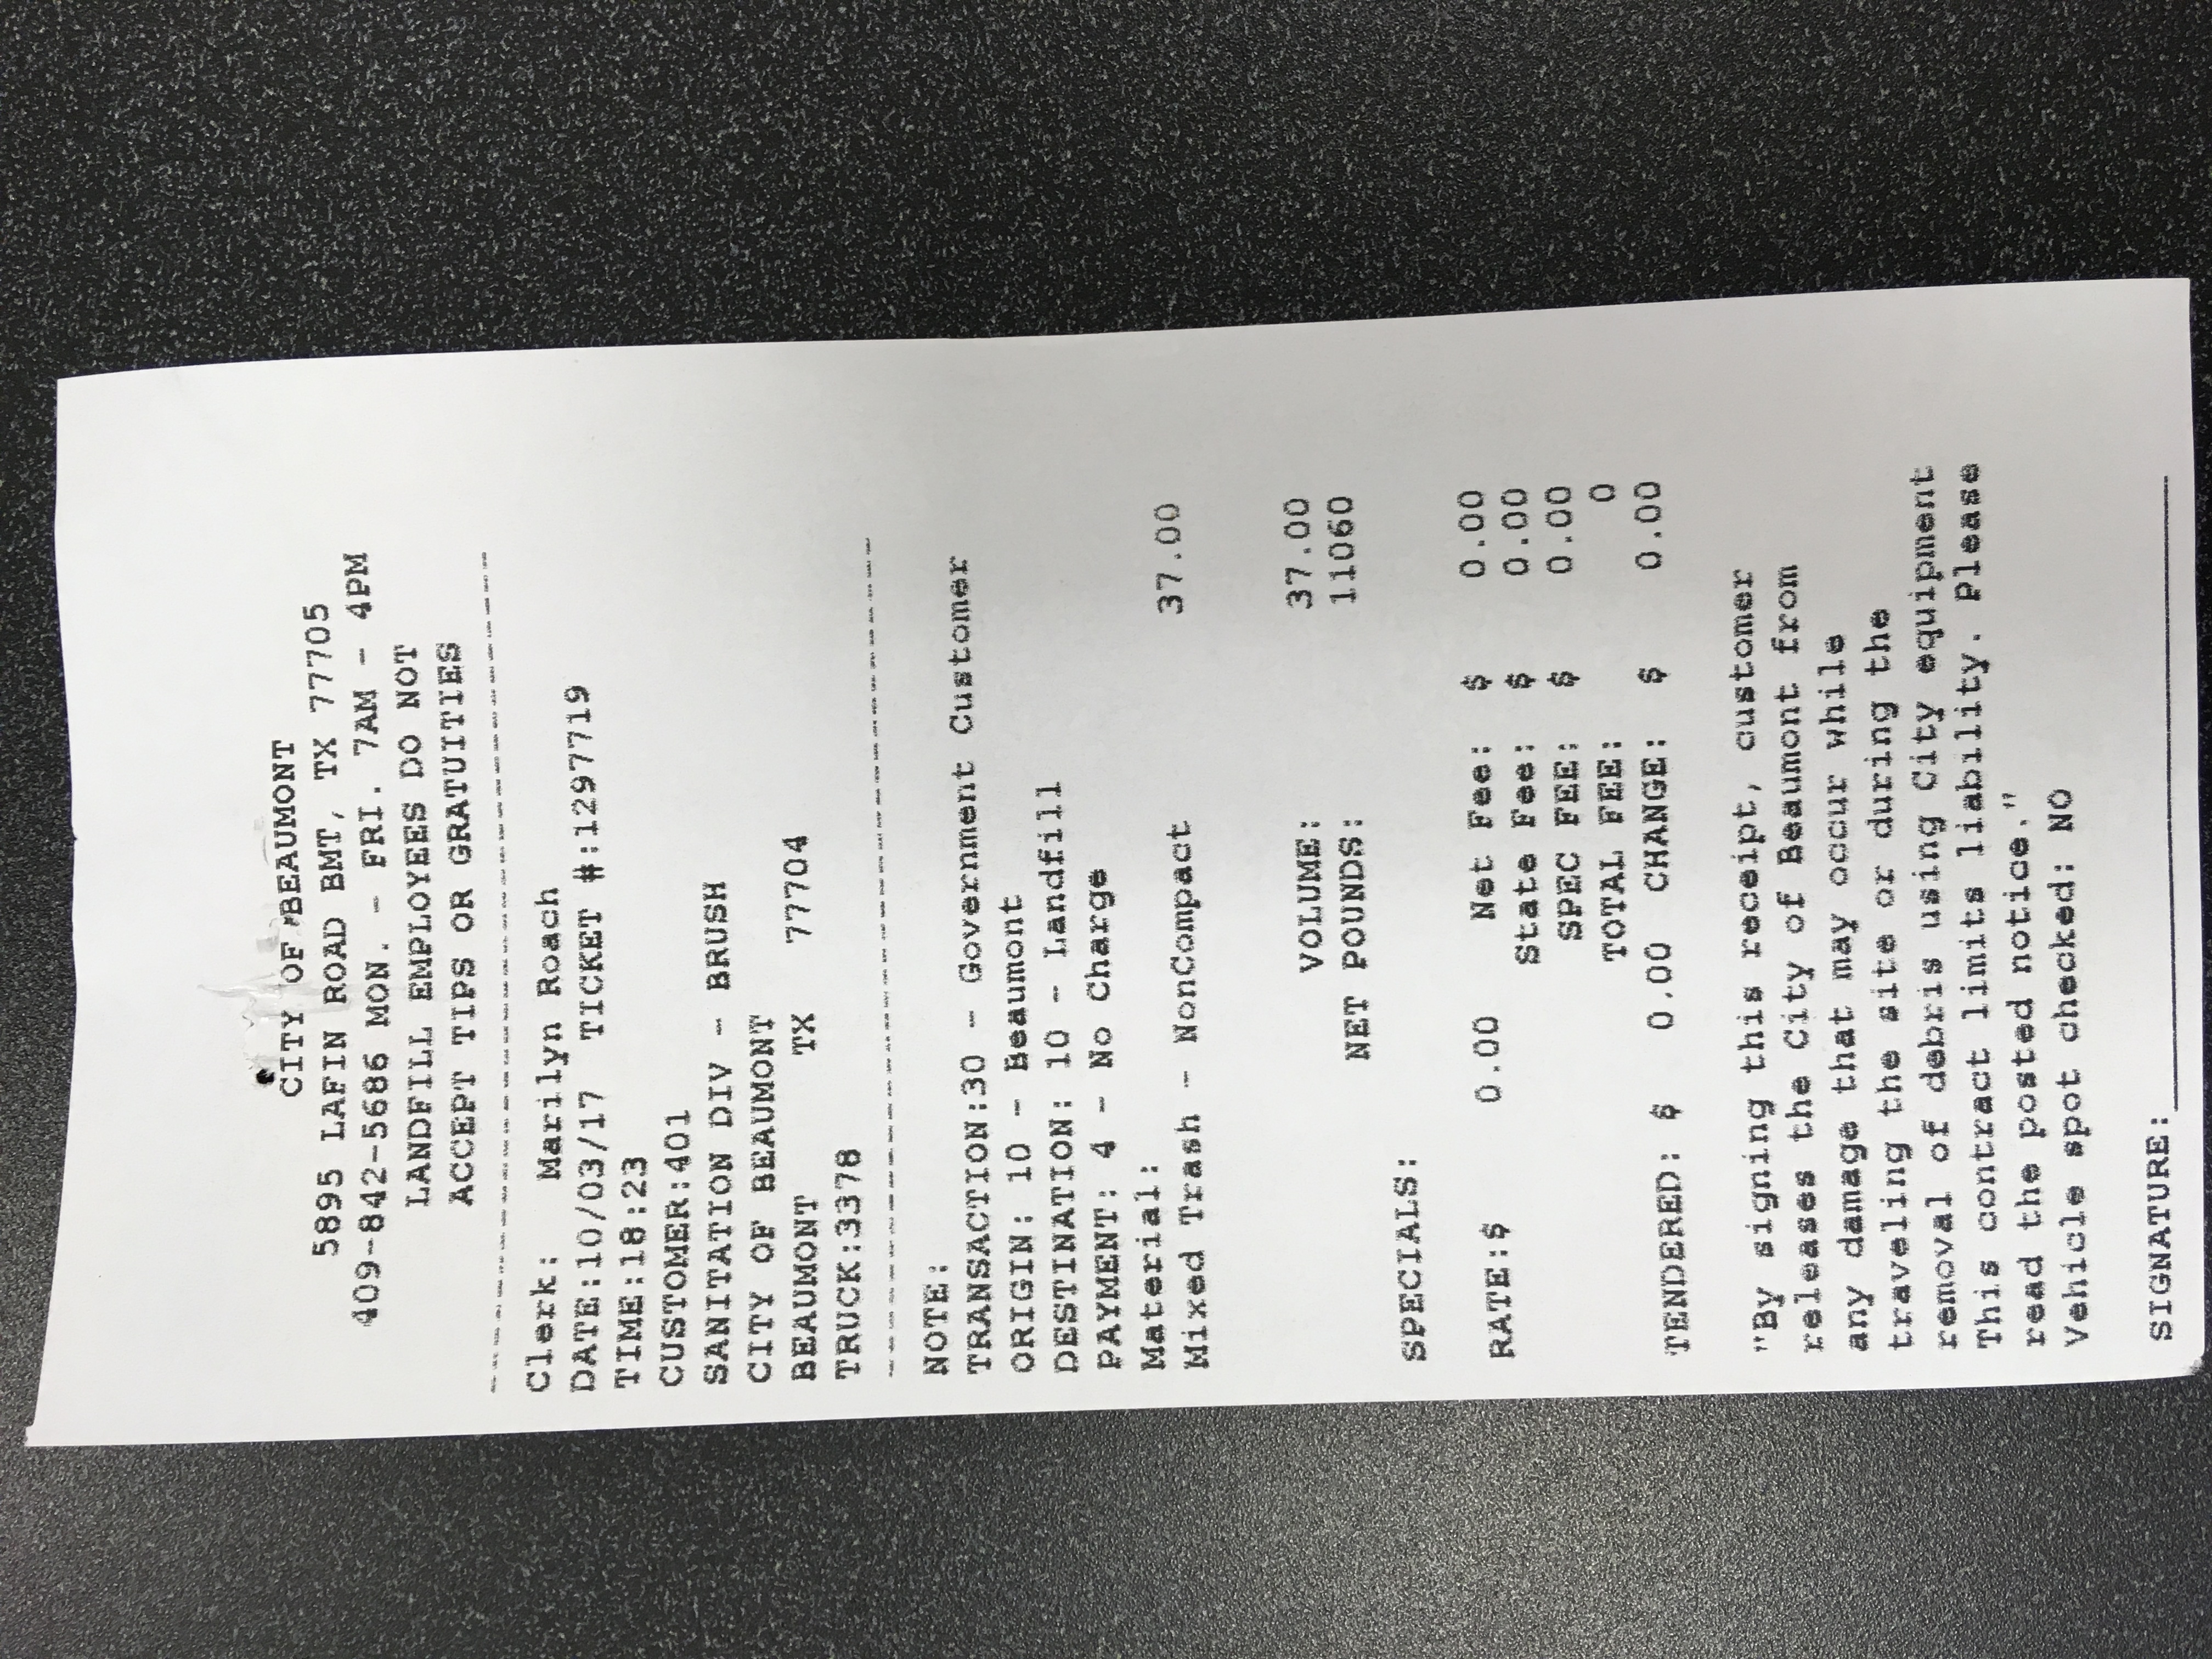 CITY OF BEAUMONT
5895 LAFIN ROAD BMT, TX 77705
409-842-5686 MON. - FRI. 7AM - 4PM
LANDFILL EMPLOYEES DO NOT
ACCEPT TIPS OR GRATUITIES
Clerk: Marilyn Roach
DATE:10/03/17 TICKET #:1297719
TIME:18:23
CUSTOMER:401
SANITATION DIV - BRUSH
CITY OF BEAUMONT
BEAUMONT TX 77704
TRUCK:3378
NOTE:
TRANSACTION:30 - Government Customer
ORIGIN: 10 - Beaumont
DESTINATION: 10 - Landfill
PAYMENT: 4 - No Charge
Material:
Mixed Trash - NonCompact 37.00
VOLUME: 37.00
NET POUNDS: 11060
SPECIALS:
RATE:$ 0.00 Net Fee: $ 0.00
State Fee: $ 0.00
SPEC FEE: $ 0.00
TOTAL FEE: 0
TENDERED: $ 0.00 CHANGE: $ 0.00
"By signing this receipt, customer
releases the City of Beaumont from
any damage that may occur while
traveling the site or during the
removal of debris using City equipment
This contract limits liability. Please
read the posted notice."
Vehicle spot checked: NO
SIGNATURE: